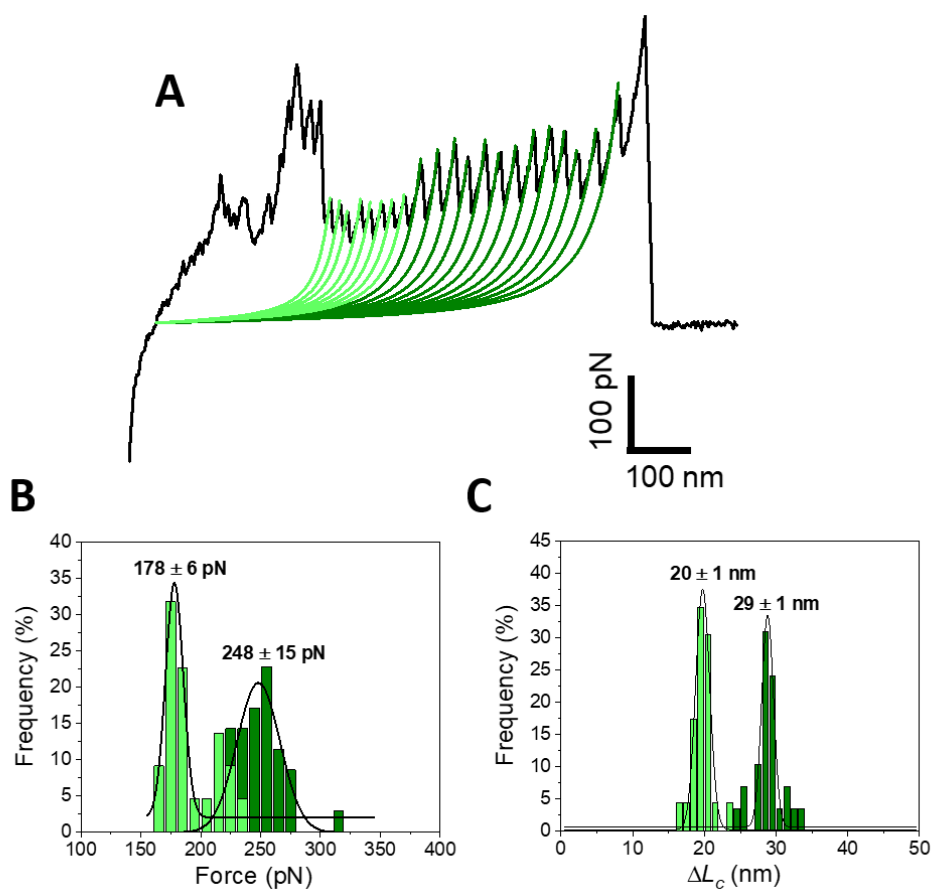 A
100 pN
100 nm
B
C
Frequency (%)
40
35
30
25
20
15
10
5
0
178 ± 6 pN
248 ± 15 pN
100 150 200 250 300 350 400
Force (pN)
Frequency (%)
45
40
35
30
25
20
15
10
5
0
20 ± 1 nm
29 ± 1 nm
0 10 20 30 40 50
ΔLc (nm)